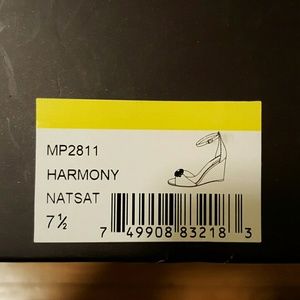 MP2811
HARMONY
NATSAT
7½
7 49908 83218 3